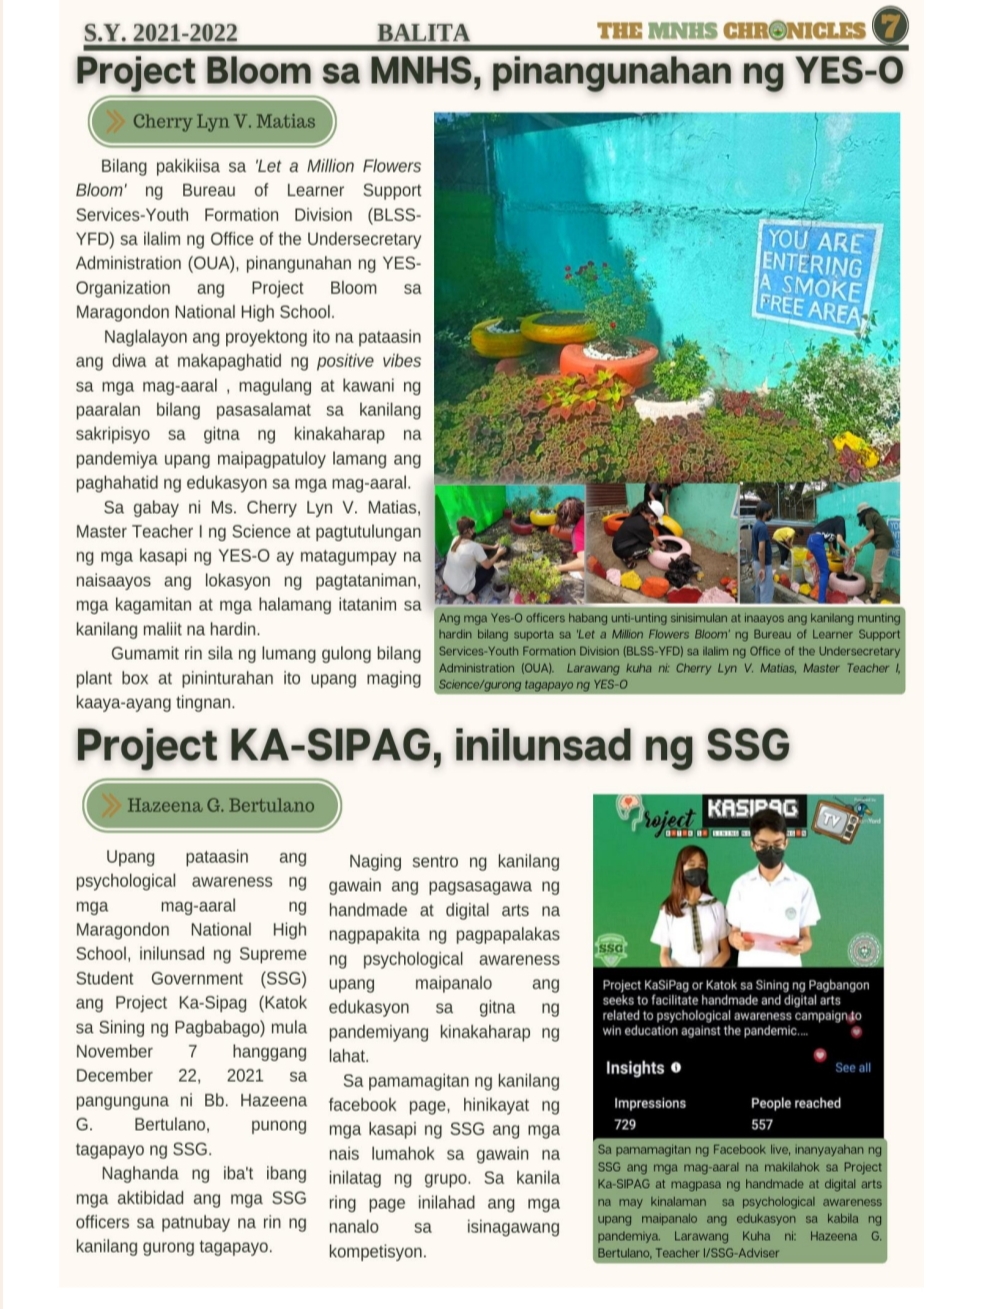 S.Y. 2021-2022
BALITA
THE MNHS CHRONICLES 7
Project Bloom sa MNHS, pinangunahan ng YES-O
Cherry Lyn V. Matias
Bilang pakikiisa sa 'Let a Million Flowers
Bloom' ng Bureau of Learner Support
Services-Youth Formation Division (BLSS-
YFD) sa ilalim ng Office of the Undersecretary
Administration (OUA), pinangunahan ng YES-
Organization ang Project Bloom sa
Maragondon National High School.
Naglalayon ang proyektong ito na pataasin
ang diwa at makapaghatid ng positive vibes
sa mga mag-aaral , magulang at kawani ng
paaralan bilang pasasalamat sa kanilang
sakripisyo sa gitna ng kinakaharap na
pandemiya upang maipagpatuloy lamang ang
paghahatid ng edukasyon sa mga mag-aaral.
Sa gabay ni Ms. Cherry Lyn V. Matias,
Master Teacher I ng Science at pagtutulungan
ng mga kasapi ng YES-O ay matagumpay na
naisaayos ang lokasyon ng pagtataniman,
mga kagamitan at mga halamang itatanim sa
kanilang maliit na hardin.
Gumamit rin sila ng lumang gulong bilang
plant box at pininturahan ito upang maging
kaaya-ayang tingnan.
YOU ARE
ENTERING
A SMOKE
FREE AREA
Ang mga Yes-O officers habang unti-unting sinisimulan at inaayos ang kanilang munting
hardin bilang suporta sa 'Let a Million Flowers Bloom' ng Bureau of Learner Support
Services-Youth Formation Division (BLSS-YFD) sa ilalim ng Office of the Undersecretary
Administration (OUA). Larawang kuha ni: Cherry Lyn V. Matias, Master Teacher I,
Science/gurong tagapayo ng YES-O
Project KA-SIPAG, inilunsad ng SSG
Hazeena G. Bertulano
Upang pataasin ang
psychological awareness ng
mga mag-aaral ng
Maragondon National High
School, inilunsad ng Supreme
Student Government (SSG)
ang Project Ka-Sipag (Katok
sa Sining ng Pagbabago) mula
November 7 hanggang
December 22, 2021 sa
pangunguna ni Bb. Hazeena
G. Bertulano, punong
tagapayo ng SSG.
Naghanda ng iba't ibang
mga aktibidad ang mga SSG
officers sa patnubay na rin ng
kanilang gurong tagapayo.
Naging sentro ng kanilang
gawain ang pagsasagawa ng
handmade at digital arts na
nagpapakita ng pagpapalakas
ng psychological awareness
upang maipanalo ang
edukasyon sa gitna ng
pandemiyang kinakaharap ng
lahat.
Sa pamamagitan ng kanilang
facebook page, hinikayat ng
mga kasapi ng SSG ang mga
nais lumahok sa gawain na
inilatag ng grupo. Sa kanila
ring page inilahad ang mga
nanalo sa isinagawang
kompetisyon.
Project KASIPAG
TV
SSG
Project KaSiPag or Katok sa Sining ng Pagbangon
seeks to facilitate handmade and digital arts
related to psychological awareness campaign to
win education against the pandemic....
Insights
See all
Impressions
People reached
729
557
Sa pamamagitan ng Facebook live, inanyayahan ng
SSG ang mga mag-aaral na makilahok sa Project
Ka-SIPAG at magpasa ng handmade at digital arts
na may kinalaman sa psychological awareness
upang maipanalo ang edukasyon sa kabila ng
pandemiya. Larawang Kuha ni: Hazeena G.
Bertulano, Teacher I/SSG-Adviser